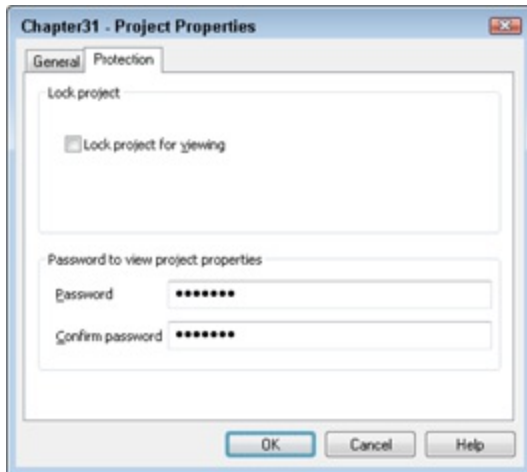 Chapter31 - Project Properties
General Protection
Lock project
Lock project for viewing
Password to view project properties
Password •••••••
Confirm password •••••••
OK Cancel Help